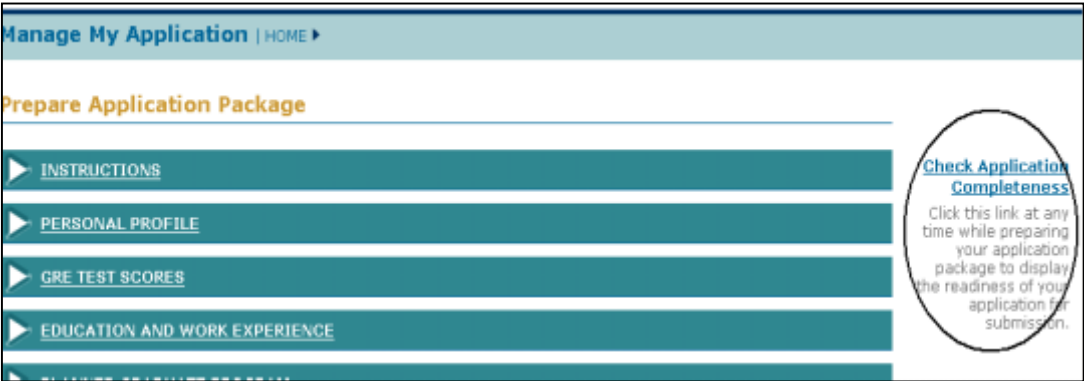 Manage My Application | HOME
Prepare Application Package
INSTRUCTIONS
PERSONAL PROFILE
GRE TEST SCORES
EDUCATION AND WORK EXPERIENCE
Check Application
Completeness
Click this link at any
time while preparing
your application
package to display
the readiness of your
application for
submission.